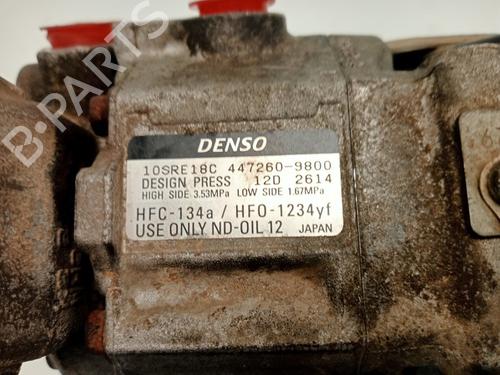 B-PARTS
DENSO
10SRE18C 447260-9800
DESIGN PRESS 12D 2614
HIGH SIDE 3.53MPa LOW SIDE 1.67MPa
HFC-134a / HFO-1234yf
USE ONLY ND-OIL 12 JAPAN